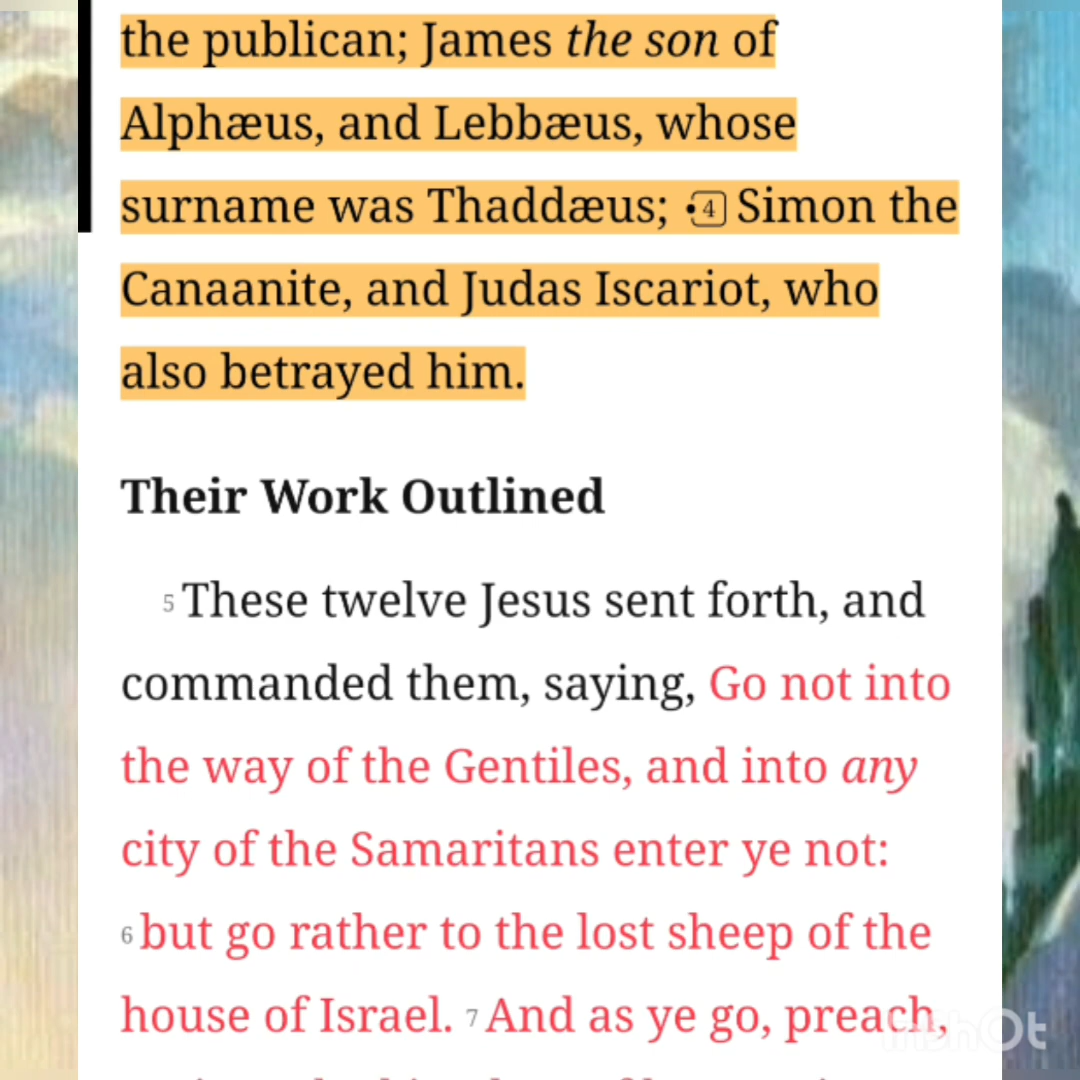 the publican; James the son of
Alphæus, and Lebbæus, whose
surname was Thaddæus; 4 Simon the
Canaanite, and Judas Iscariot, who
also betrayed him.
Their Work Outlined
5 These twelve Jesus sent forth, and
commanded them, saying, Go not into
the way of the Gentiles, and into any
city of the Samaritans enter ye not:
6 but go rather to the lost sheep of the
house of Israel. 7 And as ye go, preach,
InShOt